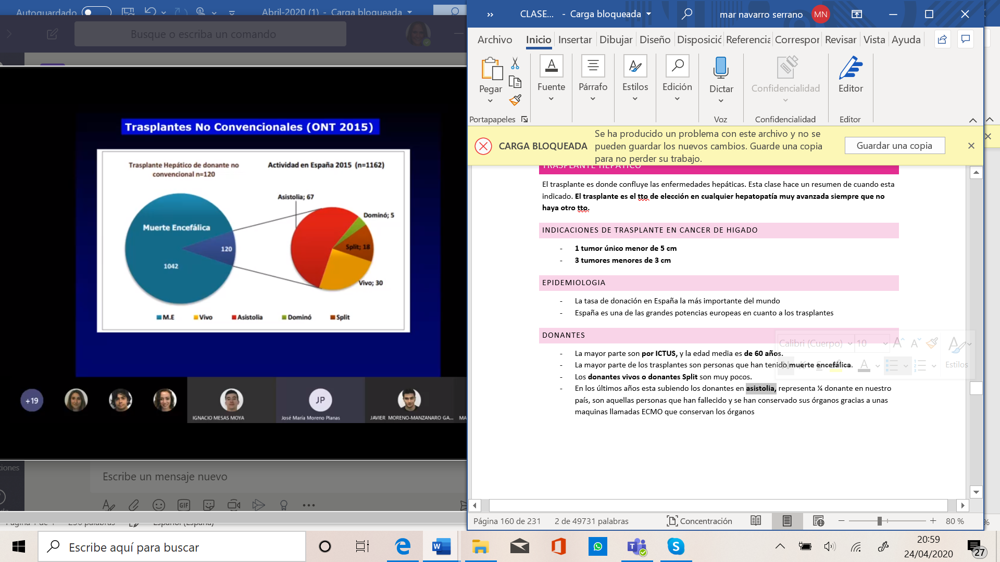 Autoguardado
Abril-2020 (1) - Carga bloqueada
Busque o escriba un comando
Trasplantes No Convencionales (ONT 2015)
Trasplante Hepático de donante no
convencional n=120
Actividad en España 2015 (n=1162)
Asistolia; 67
Dominó; 5
Muerte Encefálica
Split; 18
120
1042
Vivo; 30
M.E Vivo Asistolia Dominó Split
+19
JP
IGNACIO MESAS MOYA
José María Moreno Planas
JAVIER MORENO-MANZANARO GA...
MA
ciones
Escribe un mensaje nuevo
GIF
CLASE... - Carga bloqueada
mar navarro serrano
MN
Archivo Inicio Insertar Dibujar Diseño Disposició Referencia Correspor Revisar Vista Ayuda
Pegar
Fuente
Párrafo
Estilos
Edición
Dictar
Confidencialidad
Editor
Portapapeles
Voz
Confidencialidad
Editor
CARGA BLOQUEADA
Se ha producido un problema con este archivo y no se
pueden guardar los nuevos cambios. Guarde una copia
para no perder su trabajo.
Guardar una copia
TRASPLANTE HEPATICO
El trasplante es donde confluye las enfermedades hepáticas. Esta clase hace un resumen de cuando esta
indicado. El trasplante es el tto de elección en cualquier hepatopatía muy avanzada siempre que no
haya otro tto.
INDICACIONES DE TRASPLANTE EN CANCER DE HIGADO
- 1 tumor único menor de 5 cm
- 3 tumores menores de 3 cm
EPIDEMIOLOGIA
- La tasa de donación en España la más importante del mundo
- España es una de las grandes potencias europeas en cuanto a los trasplantes
DONANTES
- La mayor parte son por ICTUS, y la edad media es de 60 años.
- La mayor parte de los trasplantes son personas que han tenido muerte encefálica.
- Los donantes vivos o donantes Split son muy pocos.
- En los últimos años esta subiendo los donantes en asistolia, representa ¼ donante en nuestro
país, son aquellas personas que han fallecido y se han conservado sus órganos gracias a unas
maquinas llamadas ECMO que conservan los órganos
Calibri (Cuerpo) 10
N K S
Estilos
Página 160 de 231
2 de 49731 palabras
Concentración
80 %
Español (España)
Escribe aquí para buscar
20:59
24/04/2020
27